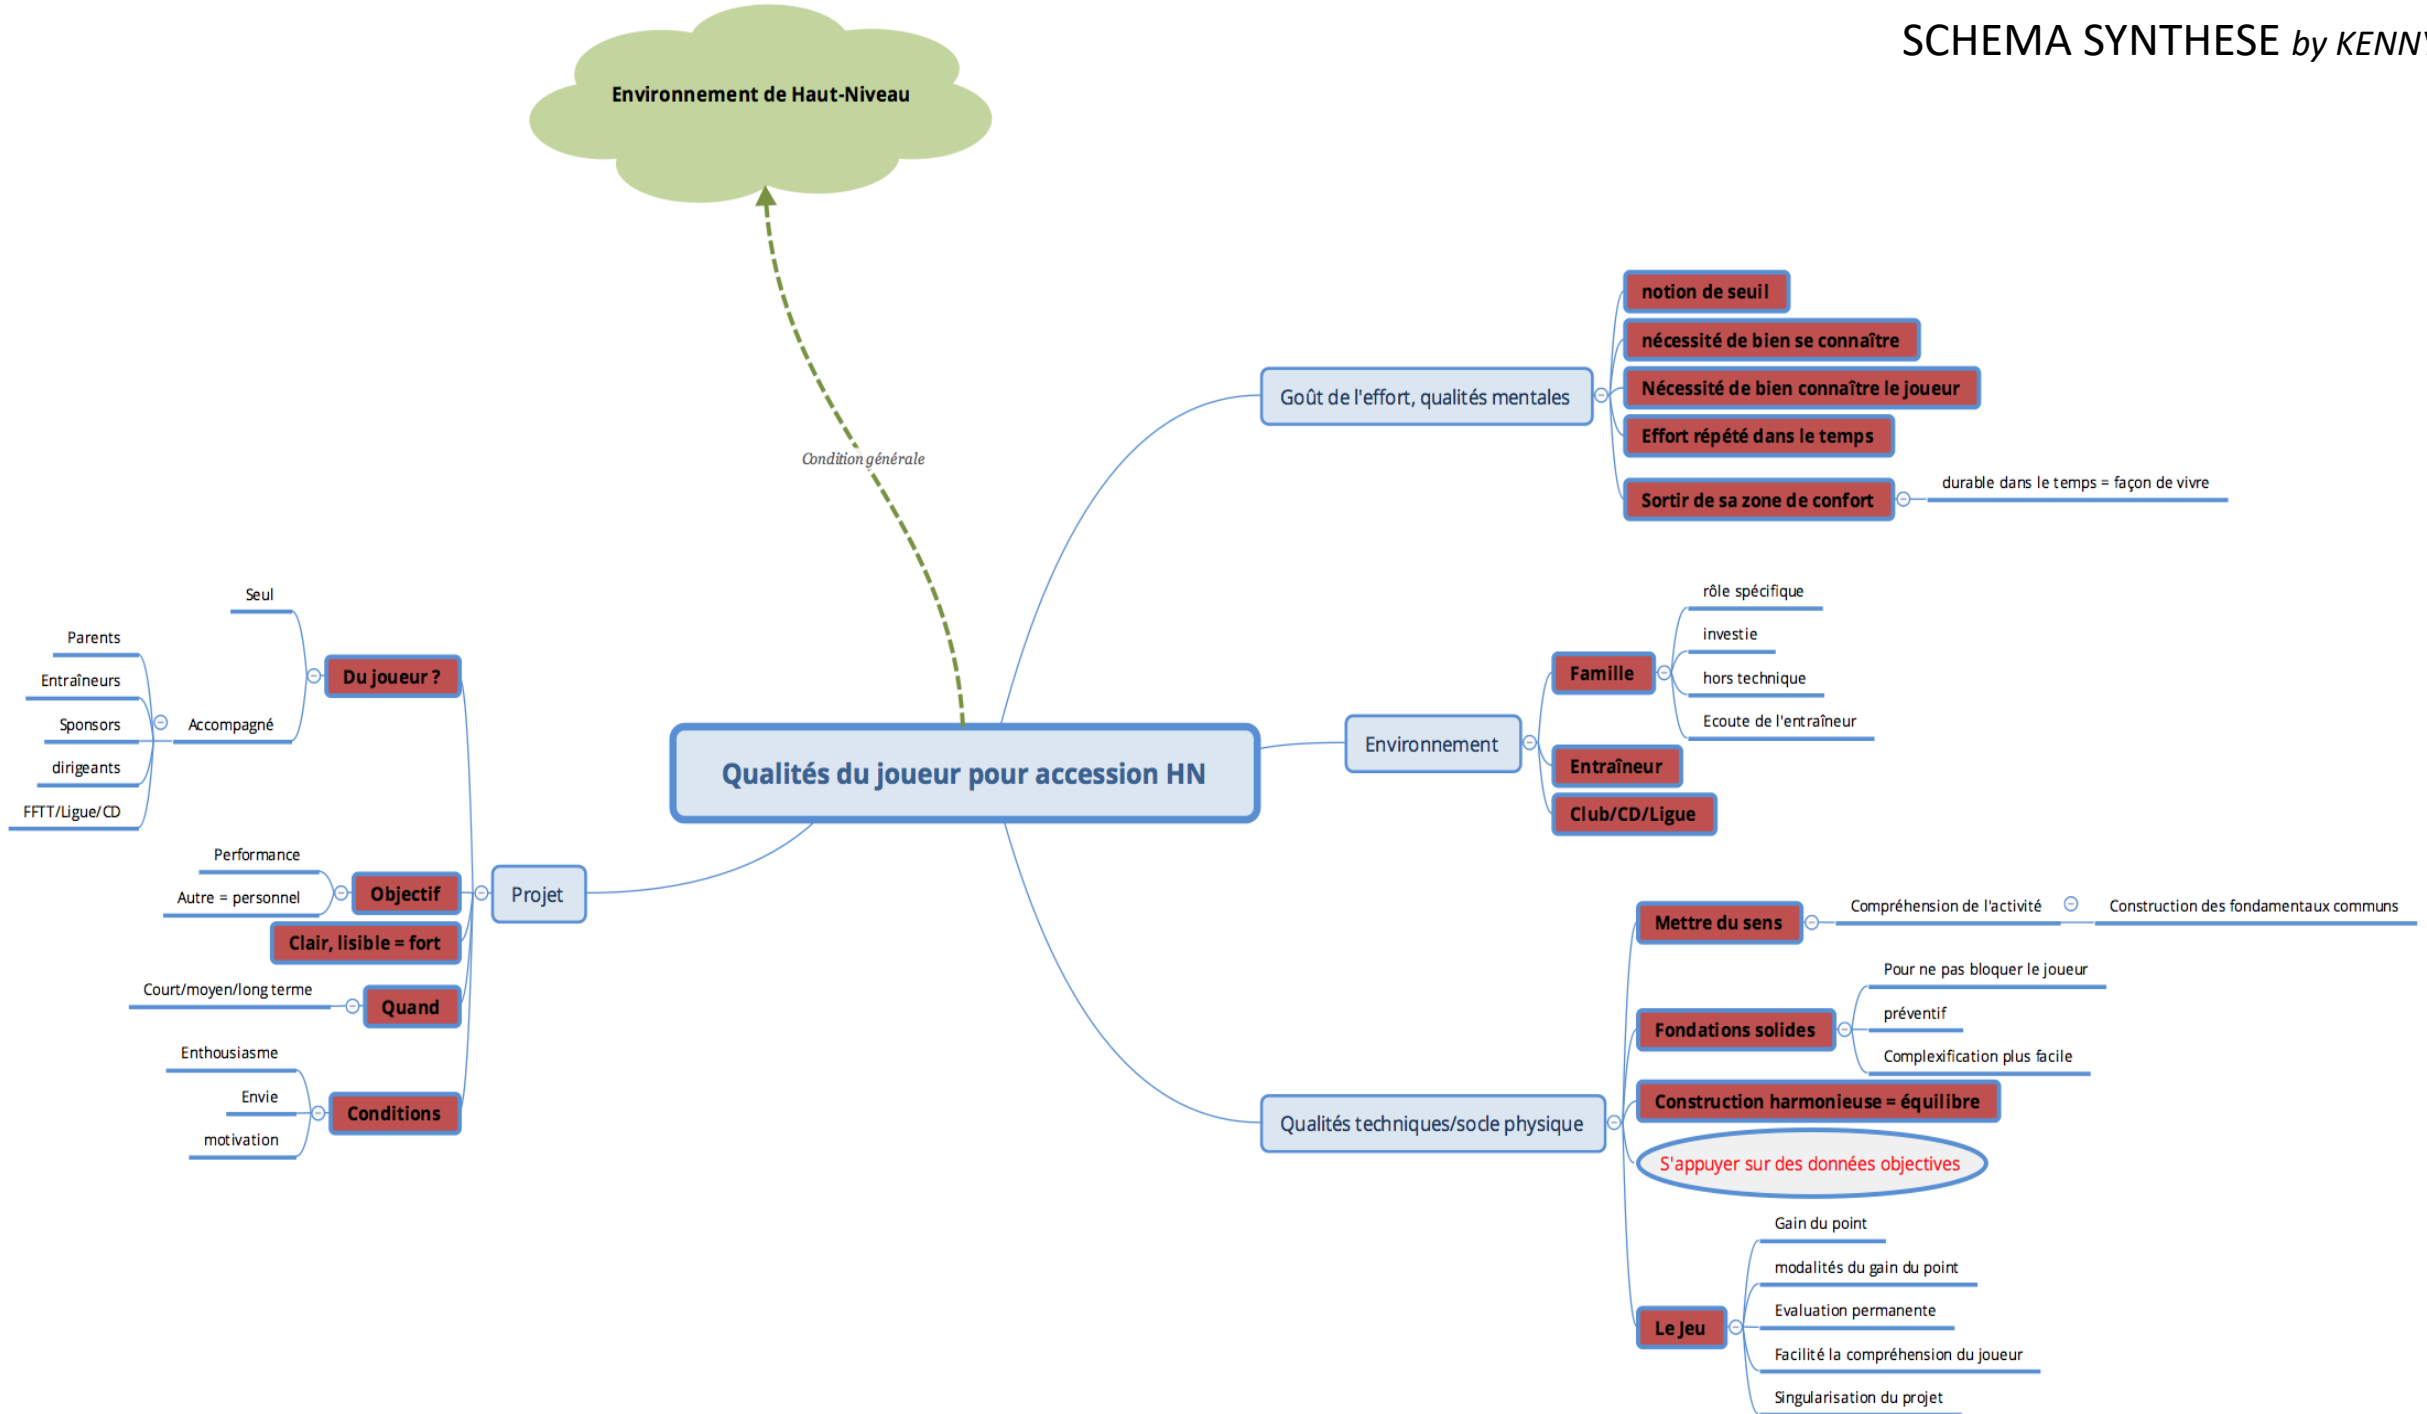 SCHEMA SYNTHESE by KENNY
Environnement de Haut-Niveau
Condition générale
Qualités du joueur pour accession HN
Goût de l'effort, qualités mentales
notion de seuil
nécessité de bien se connaître
Nécessité de bien connaître le joueur
Effort répété dans le temps
Sortir de sa zone de confort
durable dans le temps = façon de vivre
Environnement
Famille
rôle spécifique
investie
hors technique
Ecoute de l'entraîneur
Entraîneur
Club/CD/Ligue
Qualités techniques/socle physique
Mettre du sens
Compréhension de l'activité
Construction des fondamentaux communs
Fondations solides
Pour ne pas bloquer le joueur
préventif
Complexification plus facile
Construction harmonieuse = équilibre
S'appuyer sur des données objectives
Le Jeu
Gain du point
modalités du gain du point
Evaluation permanente
Facilité la compréhension du joueur
Singularisation du projet
Projet
Du joueur ?
Seul
Accompagné
Parents
Entraîneurs
Sponsors
dirigeants
FFTT/Ligue/CD
Objectif
Performance
Autre = personnel
Clair, lisible = fort
Quand
Court/moyen/long terme
Conditions
Enthousiasme
Envie
motivation